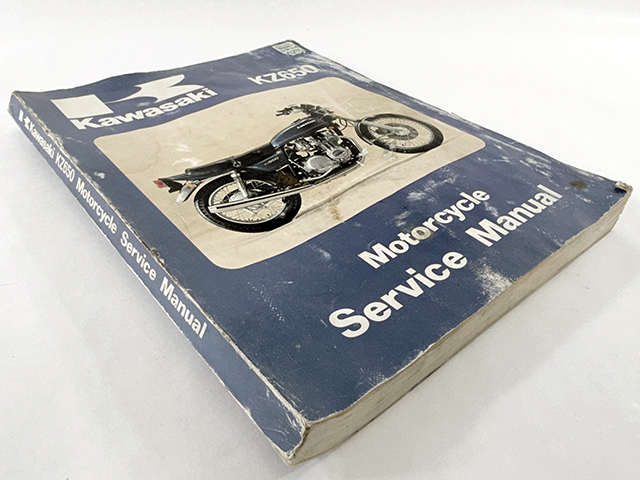 Kawasaki
KZ650
Motorcycle
Service Manual
Kawasaki KZ650 Motorcycle Service Manual